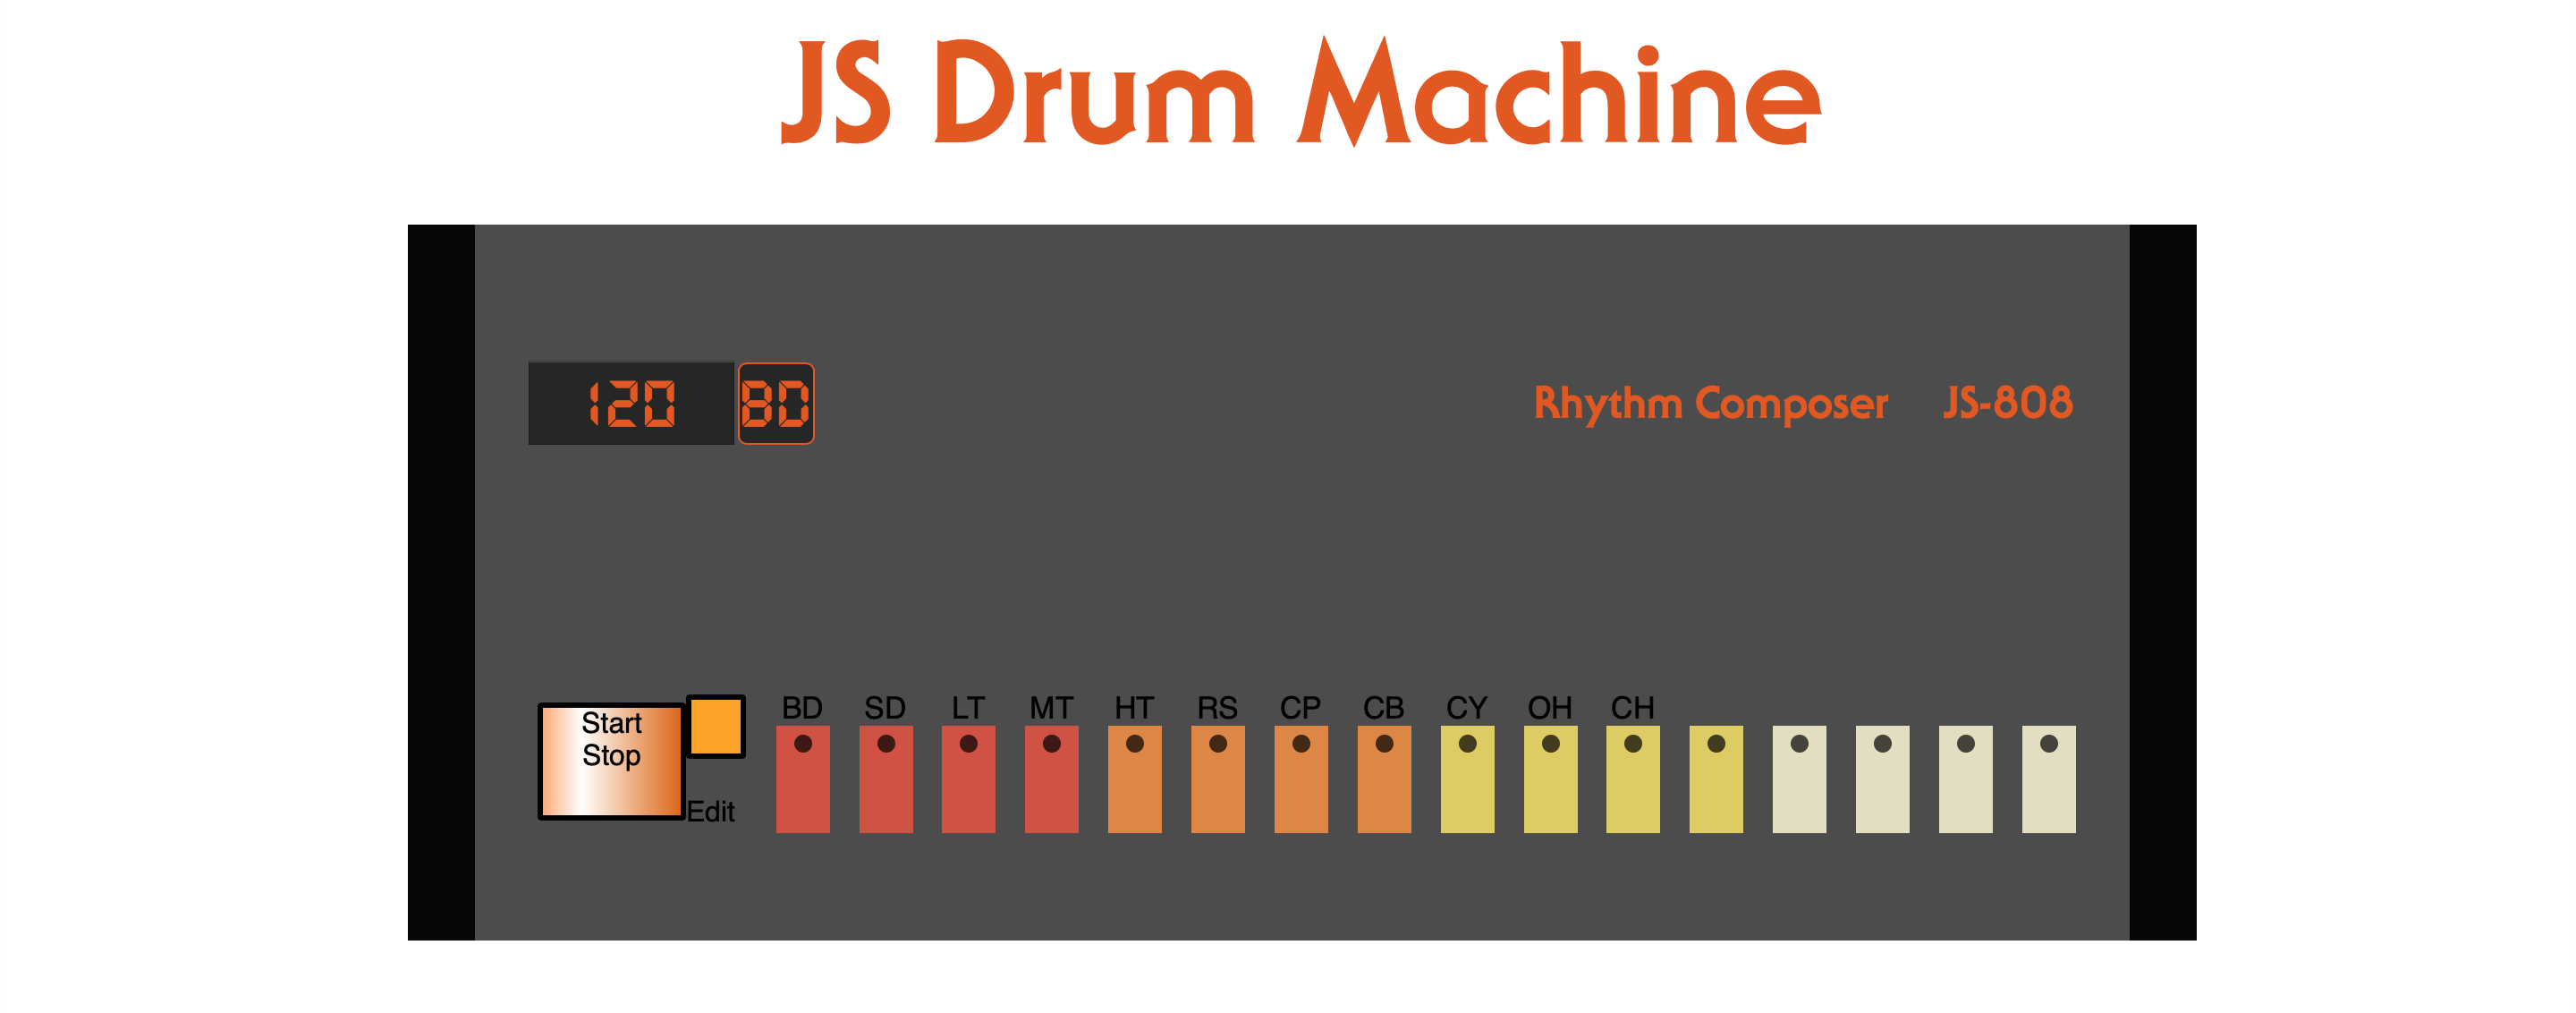 JS Drum Machine
120 BD
Rhythm Composer JS-808
BD SD LT MT HT RS CP CB CY OH CH
Start
Stop
Edit